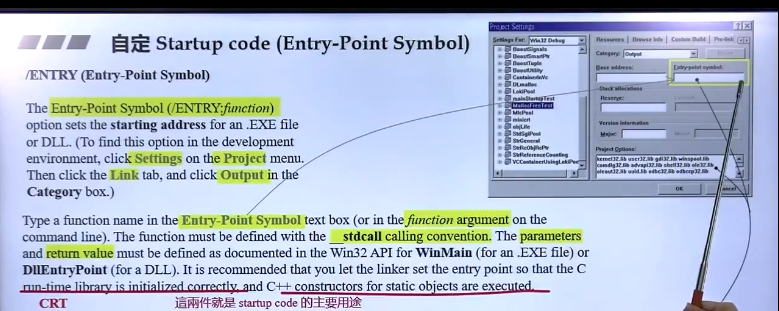 自定 Startup code (Entry-Point Symbol)
/ENTRY (Entry-Point Symbol)
The Entry-Point Symbol (/ENTRY:function)
option sets the starting address for an .EXE file
or DLL. (To find this option in the development
environment, click Settings on the Project menu.
Then click the Link tab, and click Output in the
Category box.)
Type a function name in the Entry-Point Symbol text box (or in the function argument on the
command line). The function must be defined with the __stdcall calling convention. The parameters
and return value must be defined as documented in the Win32 API for WinMain (for an .EXE file) or
DllEntryPoint (for a DLL). It is recommended that you let the linker set the entry point so that the C
run-time library is initialized correctly, and C++ constructors for static objects are executed.
CRT 這兩件就是 startup code 的主要用途
Project Settings
Settings For: Win32 Debug
Resources Browse Info Custom Build Pre-link
Category: Output
Base address: Entry-point symbol:
Stack allocations
Reserve:
Version information
Major:
Project Options:
kernel32.lib user32.lib gdi32.lib winspool.lib
comdlg32.lib advapi32.lib shell32.lib ole32.lib
oleaut32.lib uuid.lib odbc32.lib odbccp32.lib
BoostSignals
BoostSmartPtr
BoostTuple
BoostUtility
ContainerVc
DLmalloc
LokiPool
mainStartupTest
MallocFreeTest
MfcPool
minicrt
objLife
StdSglPool
StrGeneral
StrRcObjRcPtr
StrReferenceCounting
OK Cancel